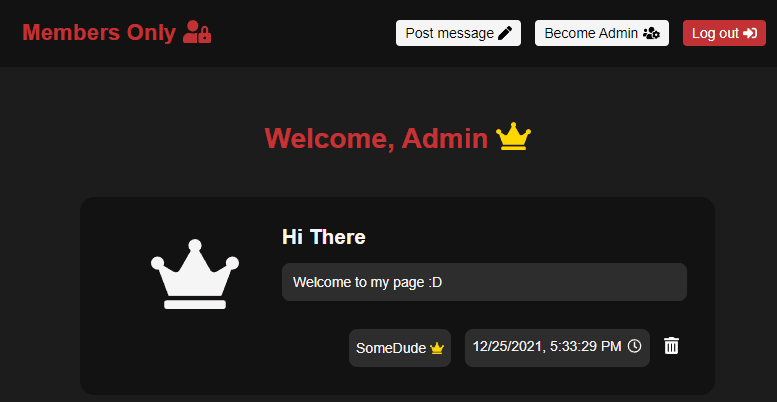 Members Only
Post message
Become Admin
Log out
Welcome, Admin
Hi There
Welcome to my page :D
SomeDude
12/25/2021, 5:33:29 PM